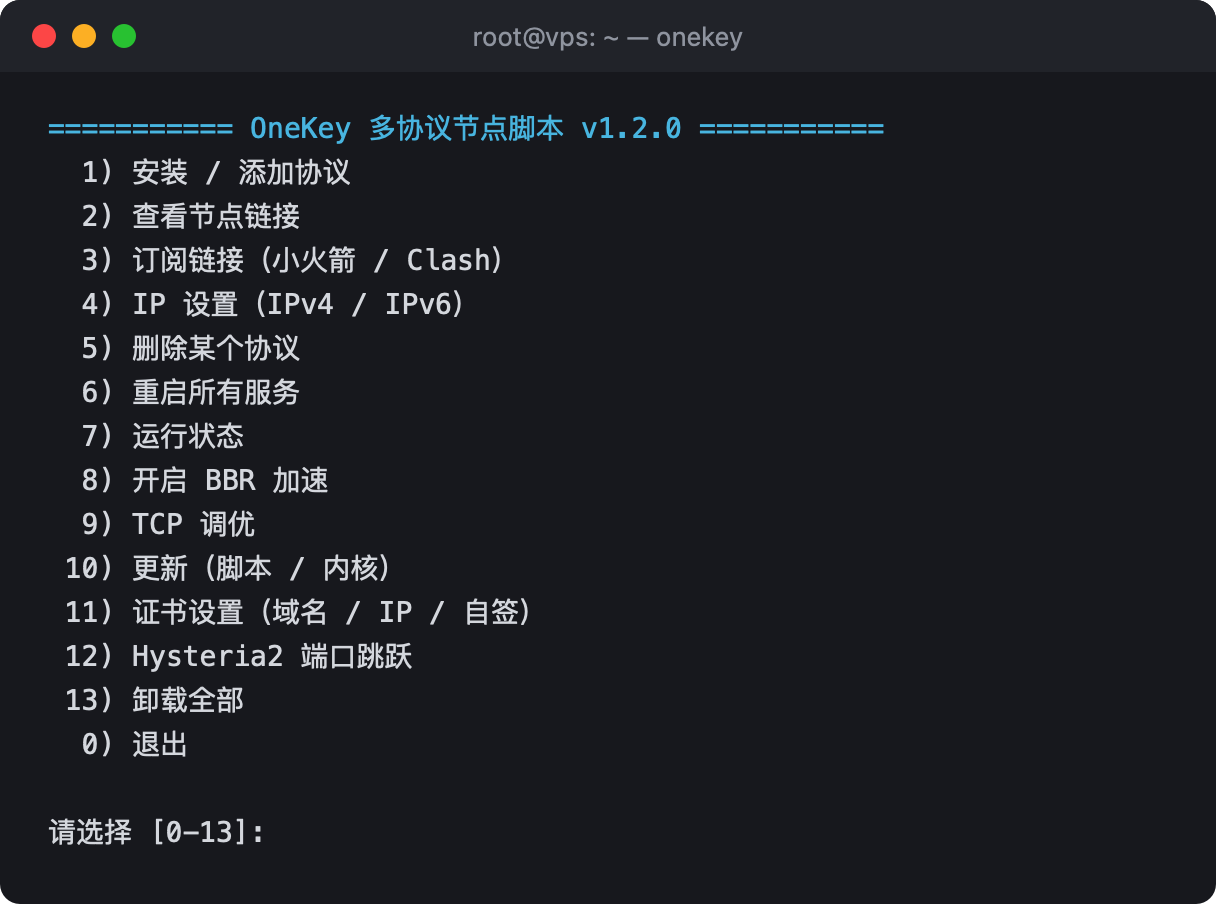 root@vps: ~ — onekey
=========== OneKey 多协议节点脚本 v1.2.0 ===========
1) 安装 / 添加协议
2) 查看节点链接
3) 订阅链接（小火箭 / Clash）
4) IP 设置（IPv4 / IPv6）
5) 删除某个协议
6) 重启所有服务
7) 运行状态
8) 开启 BBR 加速
9) TCP 调优
10) 更新（脚本 / 内核）
11) 证书设置（域名 / IP / 自签）
12) Hysteria2 端口跳跃
13) 卸载全部
0) 退出
请选择 [0-13]: